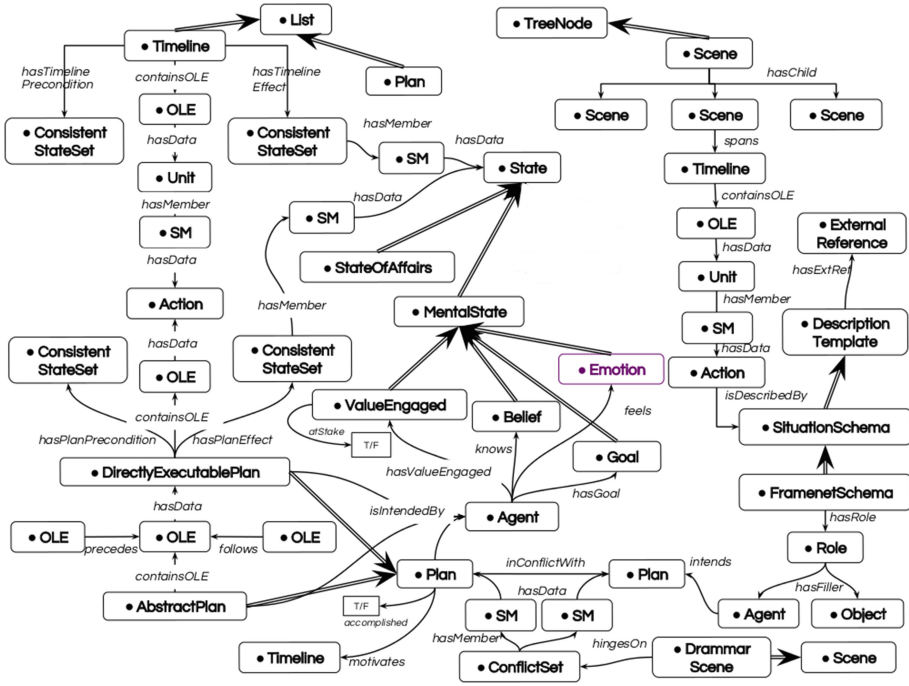 • List
• TreeNode
• Timeline
• Scene
hasTimeline
Precondition
containsOLE
hasTimeline
Effect
• Plan
hasChild
• OLE
• Scene
• Scene
• Scene
• Consistent
StateSet
hasData
• Consistent
StateSet
hasMember
hasData
spans
• SM
• State
• Timeline
• Unit
hasMember
hasData
containsOLE
• SM
• SM
• OLE
• External
Reference
hasData
hasData
• StateOfAffairs
• Unit
hasExtRef
• Action
hasMember
• MentalState
hasMember
• SM
• Description
Template
hasData
hasData
• Consistent
StateSet
• OLE
• Consistent
StateSet
• Emotion
• Action
containsOLE
• ValueEngaged
• Belief
feels
isDescribedBy
atStake
T/F
hasPlanPrecondition
hasPlanEffect
knows
• Goal
• SituationSchema
• DirectlyExecutablePlan
hasValueEngaged
hasGoal
• FramenetSchema
hasData
isIntendedBy
• Agent
hasRole
• OLE
precedes
• OLE
follows
• OLE
• Role
containsOLE
• Plan
inConflictWith
• Plan
intends
hasData
hasFiller
• AbstractPlan
T/F
accomplished
• SM
• SM
• Agent
• Object
hasMember
hingesOn
• Timeline
motivates
• ConflictSet
• Drammar
Scene
• Scene